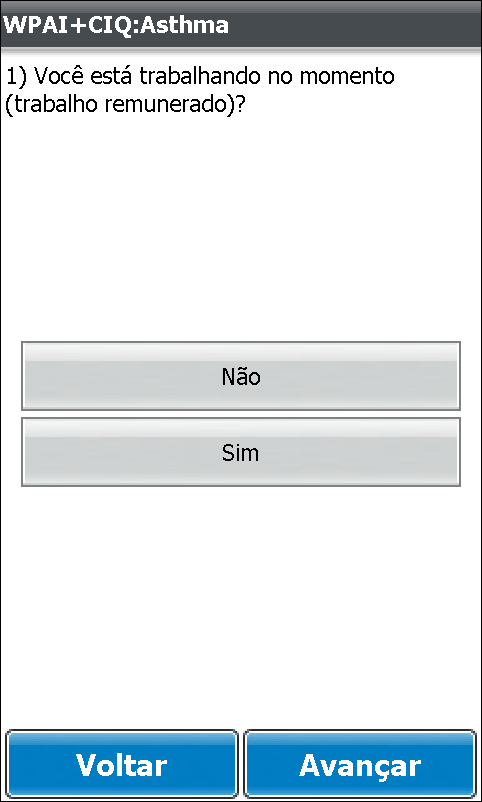 WPAI+CIQ:Asthma
1) Você está trabalhando no momento
(trabalho remunerado)?
Não
Sim
Voltar
Avançar